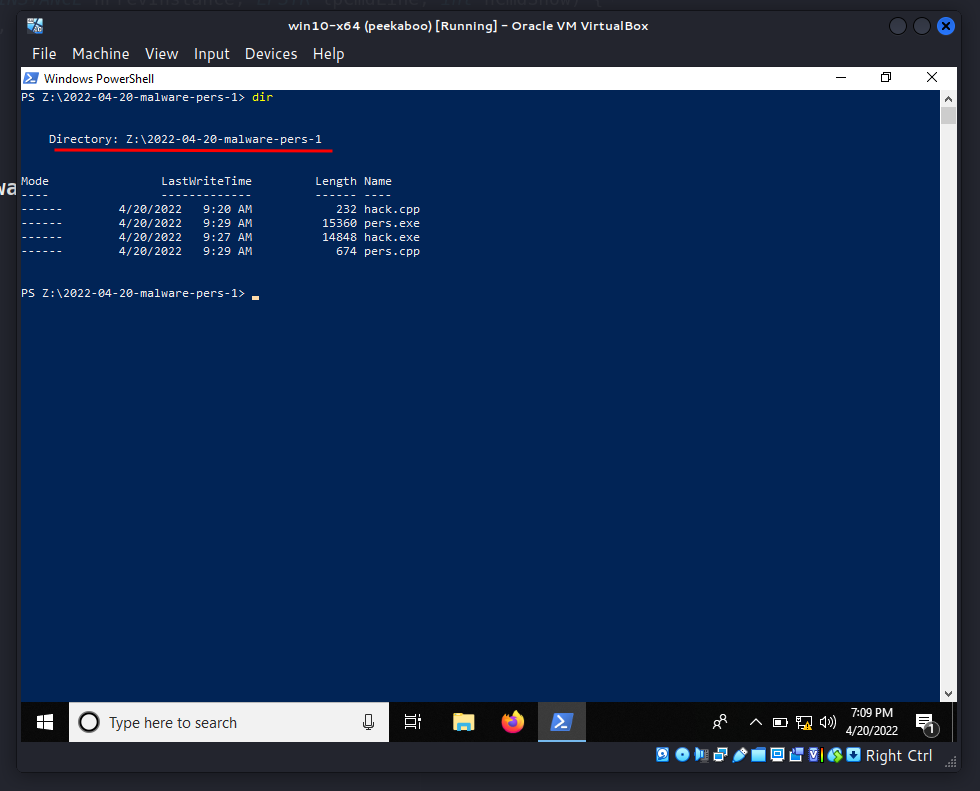 win10-x64 (peekaboo) [Running] - Oracle VM VirtualBox
File Machine View Input Devices Help
Windows PowerShell
PS Z:\2022-04-20-malware-pers-1> dir
Directory: Z:\2022-04-20-malware-pers-1
Mode LastWriteTime Length Name
---- ------------- ------ ----
------ 4/20/2022 9:20 AM 232 hack.cpp
------ 4/20/2022 9:29 AM 15360 pers.exe
------ 4/20/2022 9:27 AM 14848 hack.exe
------ 4/20/2022 9:29 AM 674 pers.cpp
PS Z:\2022-04-20-malware-pers-1>
Type here to search
7:09 PM
4/20/2022
1
Right Ctrl